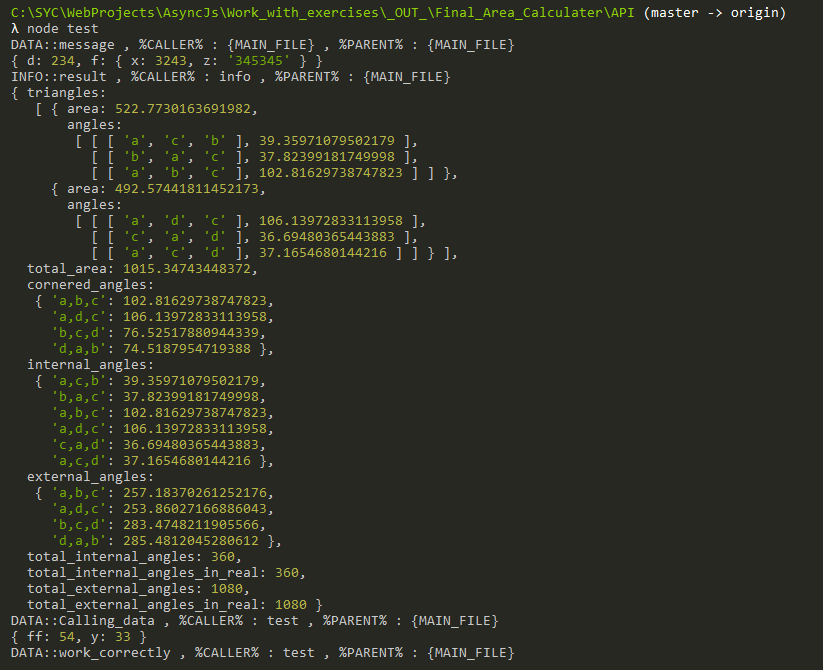 C:\SYC\WebProjects\AsyncJs\Work_with_exercises\_OUT_\Final_Area_Calculater\API (master -> origin)
λ node test
DATA::message , %CALLER% : {MAIN_FILE} , %PARENT% : {MAIN_FILE}
{ d: 234, f: { x: 3243, z: '345345' } }
INFO::result , %CALLER% : info , %PARENT% : {MAIN_FILE}
{ triangles:
   [ { area: 522.7730163691982,
       angles:
        [ [ [ 'a', 'c', 'b' ], 39.35971079502179 ],
          [ [ 'b', 'a', 'c' ], 37.82399181749998 ],
          [ [ 'a', 'b', 'c' ], 102.81629738747823 ] ] },
     { area: 492.57441811452173,
       angles:
        [ [ [ 'a', 'd', 'c' ], 106.13972833113958 ],
          [ [ 'c', 'a', 'd' ], 36.69480365443883 ],
          [ [ 'a', 'c', 'd' ], 37.1654680144216 ] ] } ],
  total_area: 1015.34743448372,
  cornered_angles:
   { 'a,b,c': 102.81629738747823,
     'a,d,c': 106.13972833113958,
     'b,c,d': 76.52517880944339,
     'd,a,b': 74.5187954719388 },
  internal_angles:
   { 'a,c,b': 39.35971079502179,
     'b,a,c': 37.82399181749998,
     'a,b,c': 102.81629738747823,
     'a,d,c': 106.13972833113958,
     'c,a,d': 36.69480365443883,
     'a,c,d': 37.1654680144216 },
  external_angles:
   { 'a,b,c': 257.18370261252176,
     'a,d,c': 253.86027166886043,
     'b,c,d': 283.4748211905566,
     'd,a,b': 285.4812045280612 },
  total_internal_angles: 360,
  total_internal_angles_in_real: 360,
  total_external_angles: 1080,
  total_external_angles_in_real: 1080 }
DATA::Calling_data , %CALLER% : test , %PARENT% : {MAIN_FILE}
{ ff: 54, y: 33 }
DATA::work_correctly , %CALLER% : test , %PARENT% : {MAIN_FILE}